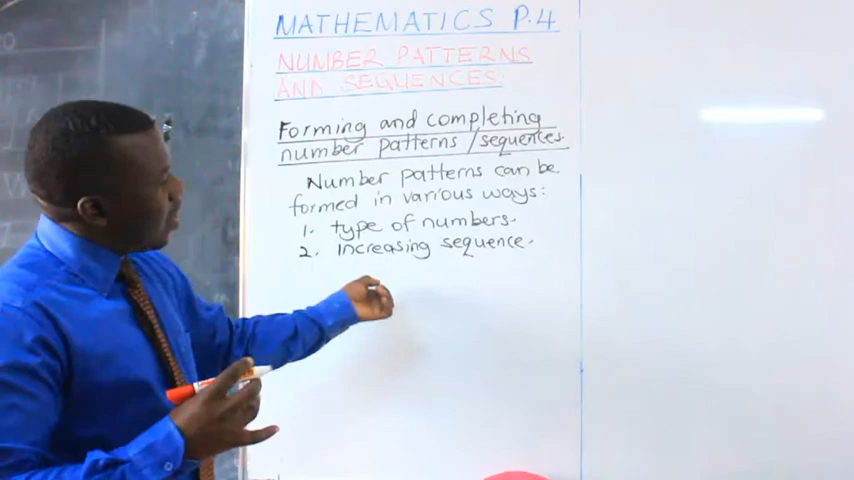 MATHEMATICS P.4
NUMBER PATTERNS
AND SEQUENCES:
Forming and completing
number patterns /sequences.
Number patterns can be
formed in various ways:
1. type of numbers.
2. Increasing sequence.